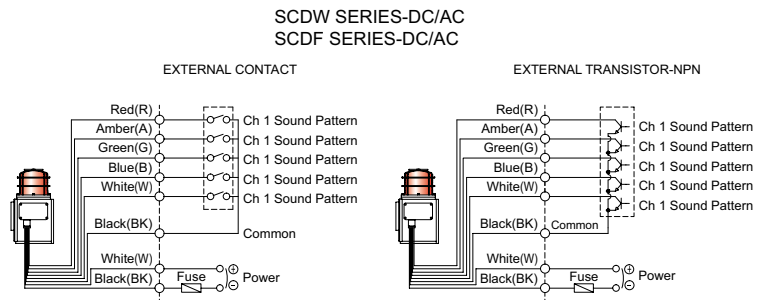 SCDW SERIES-DC/AC
SCDF SERIES-DC/AC
EXTERNAL CONTACT
Red(R)
Amber(A)
Green(G)
Blue(B)
White(W)
Black(BK)
White(W)
Black(BK)
Ch 1 Sound Pattern
Ch 1 Sound Pattern
Ch 1 Sound Pattern
Ch 1 Sound Pattern
Ch 1 Sound Pattern
Common
Fuse
+
-
Power
EXTERNAL TRANSISTOR-NPN
Red(R)
Amber(A)
Green(G)
Blue(B)
White(W)
Black(BK)
White(W)
Black(BK)
Ch 1 Sound Pattern
Ch 1 Sound Pattern
Ch 1 Sound Pattern
Ch 1 Sound Pattern
Ch 1 Sound Pattern
Common
Fuse
+
-
Power